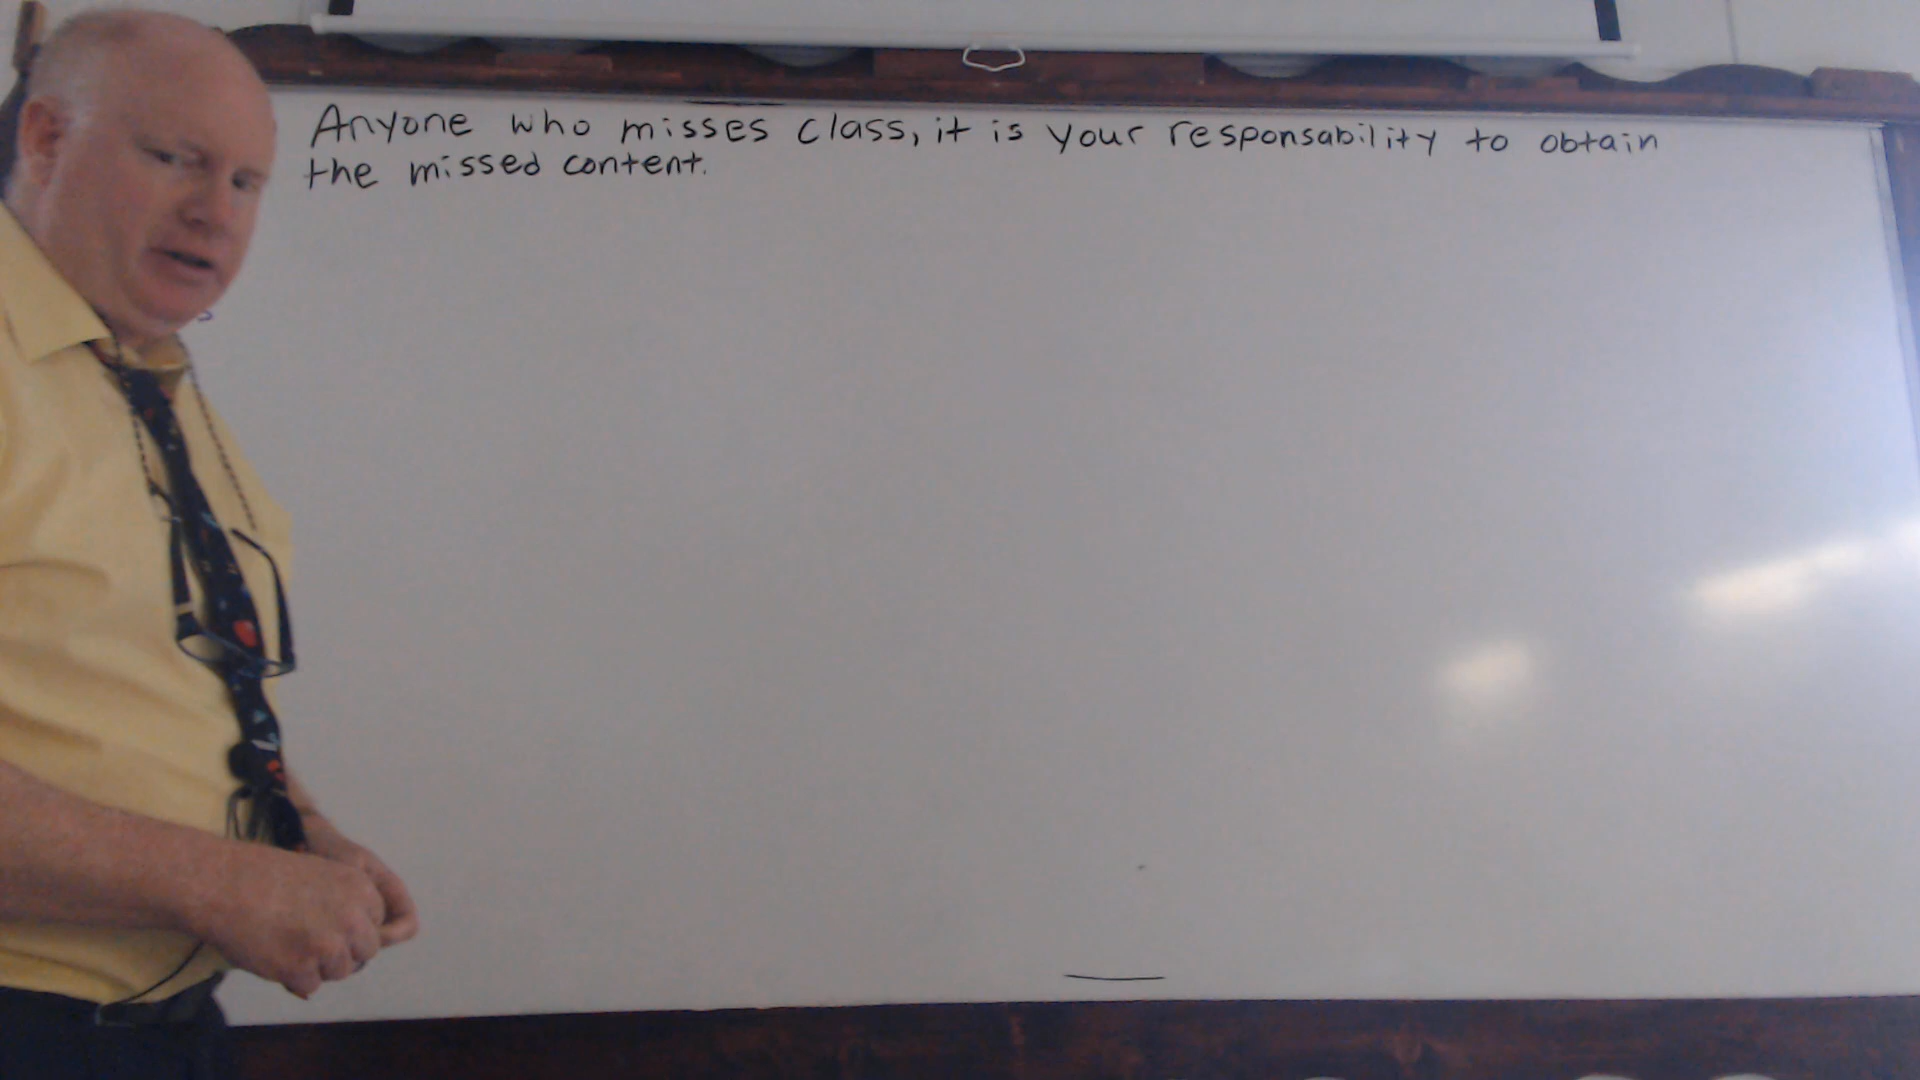 Anyone who misses class, it is your responsability to obtain
the missed content.